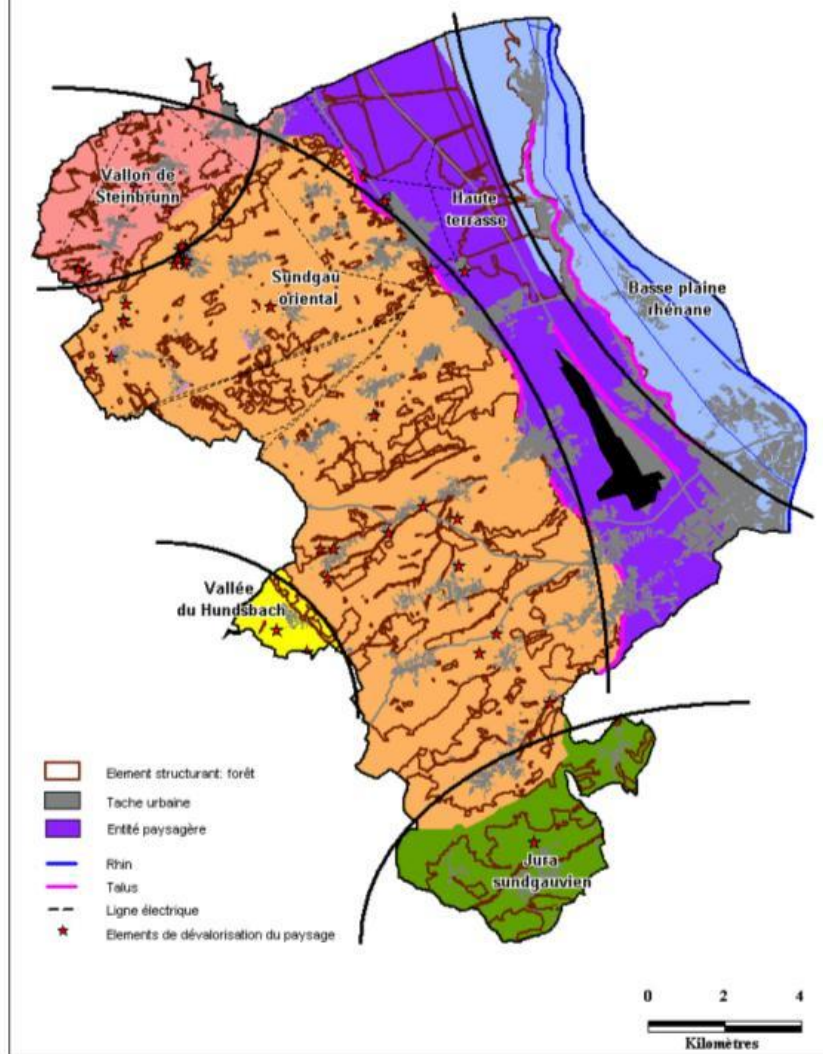 Vallon de
Steinbrunn
Haute
terrasse
Sundgau
oriental
Basse plaine
rhénane
Vallée
du Hundsbach
Jura
sundgauvien
Element structurant: forêt
Tache urbaine
Entité paysagère
Rhin
Talus
Ligne électrique
Elements de dévalorisation du paysage
0 2 4
Kilomètres